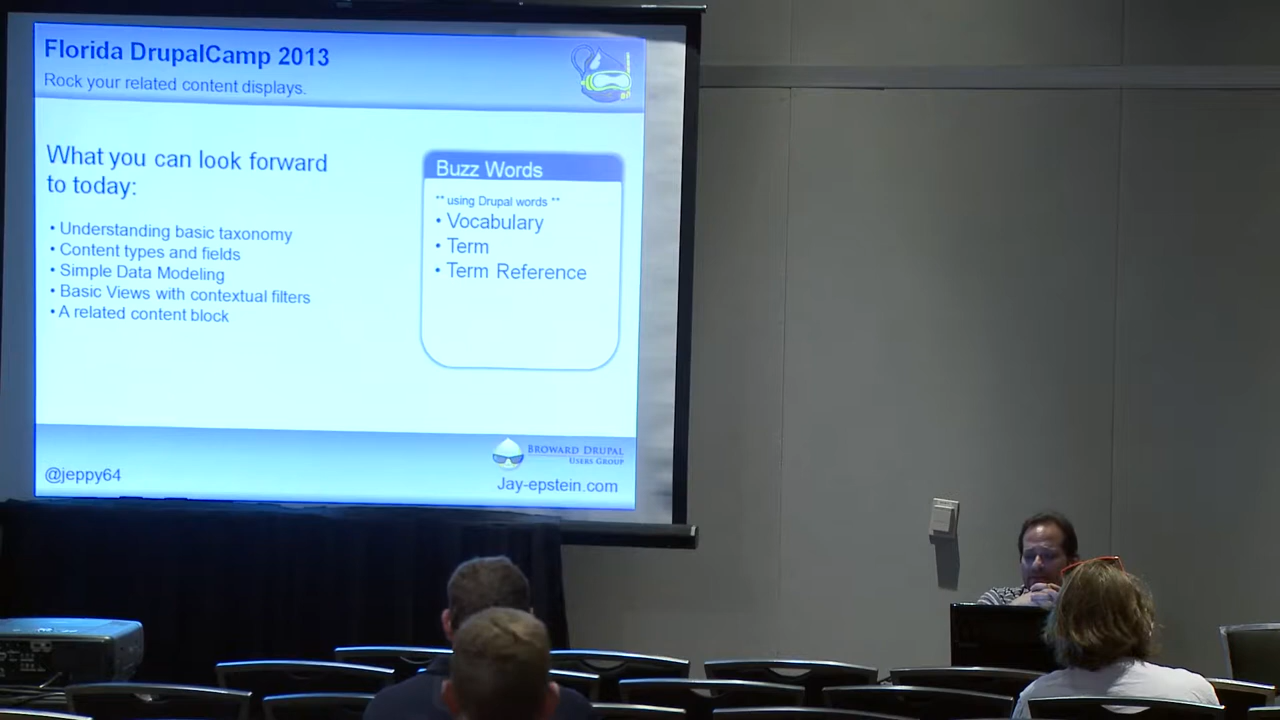 Florida DrupalCamp 2013
Rock your related content displays.
What you can look forward
to today:
• Understanding basic taxonomy
• Content types and fields
• Simple Data Modeling
• Basic Views with contextual filters
• A related content block
Buzz Words
** using Drupal words **
• Vocabulary
• Term
• Term Reference
@jeppy64
BROWARD DRUPAL
USERS GROUP
Jay-epstein.com